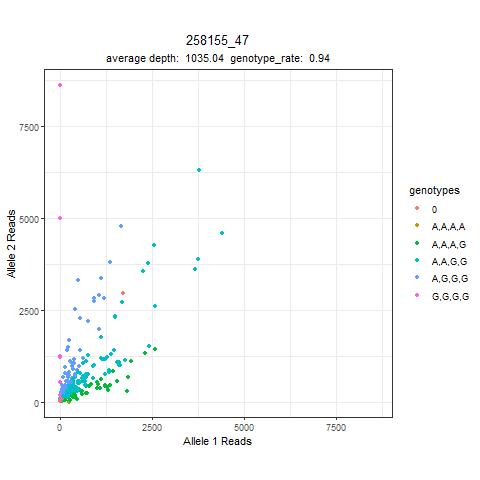 258155_47
average depth: 1035.04 genotype_rate: 0.94
Allele 2 Reads
7500
5000
2500
0
0
2500
5000
7500
Allele 1 Reads
genotypes
0
A,A,A,A
A,A,A,G
A,A,G,G
A,G,G,G
G,G,G,G